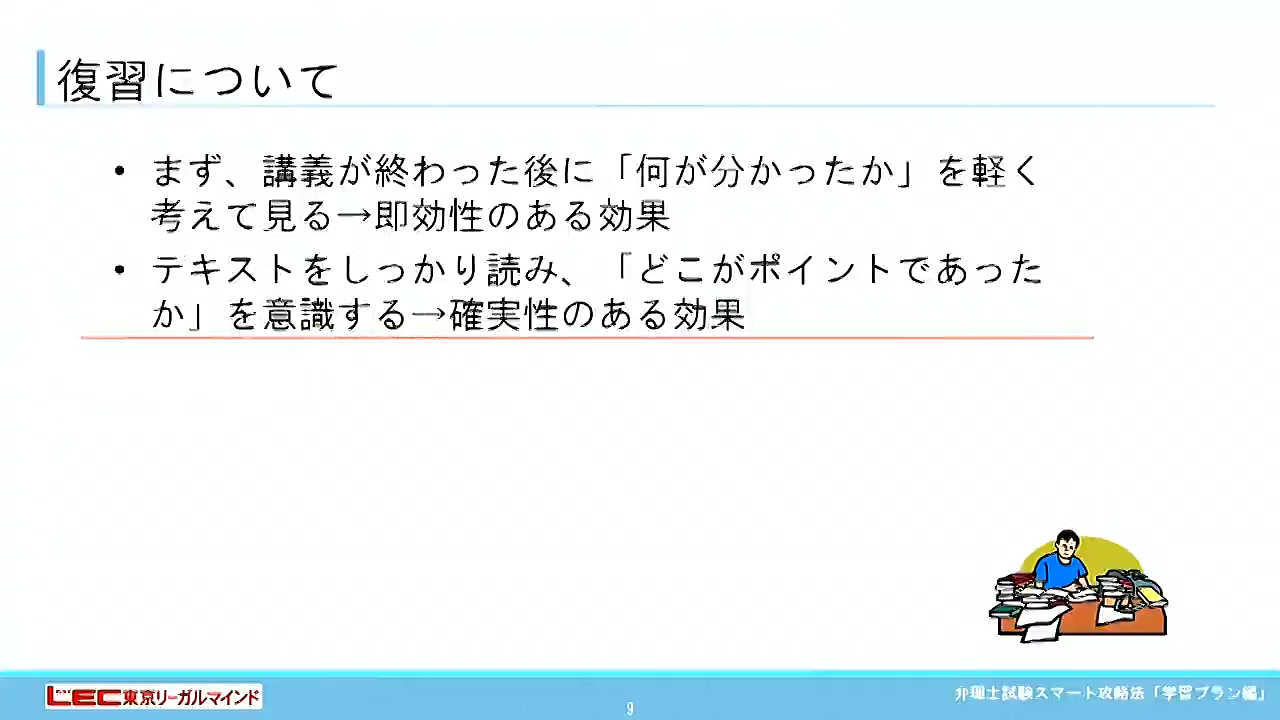 復習について
• まず、講義が終わった後に「何が分かったか」を軽く
考えて見る→即効性のある効果
• テキストをしっかり読み、「どこがポイントであった
か」を意識する→確実性のある効果
LEC東京リーガルマインド
9
弁理士試験スマート攻略法「学習プラン編」